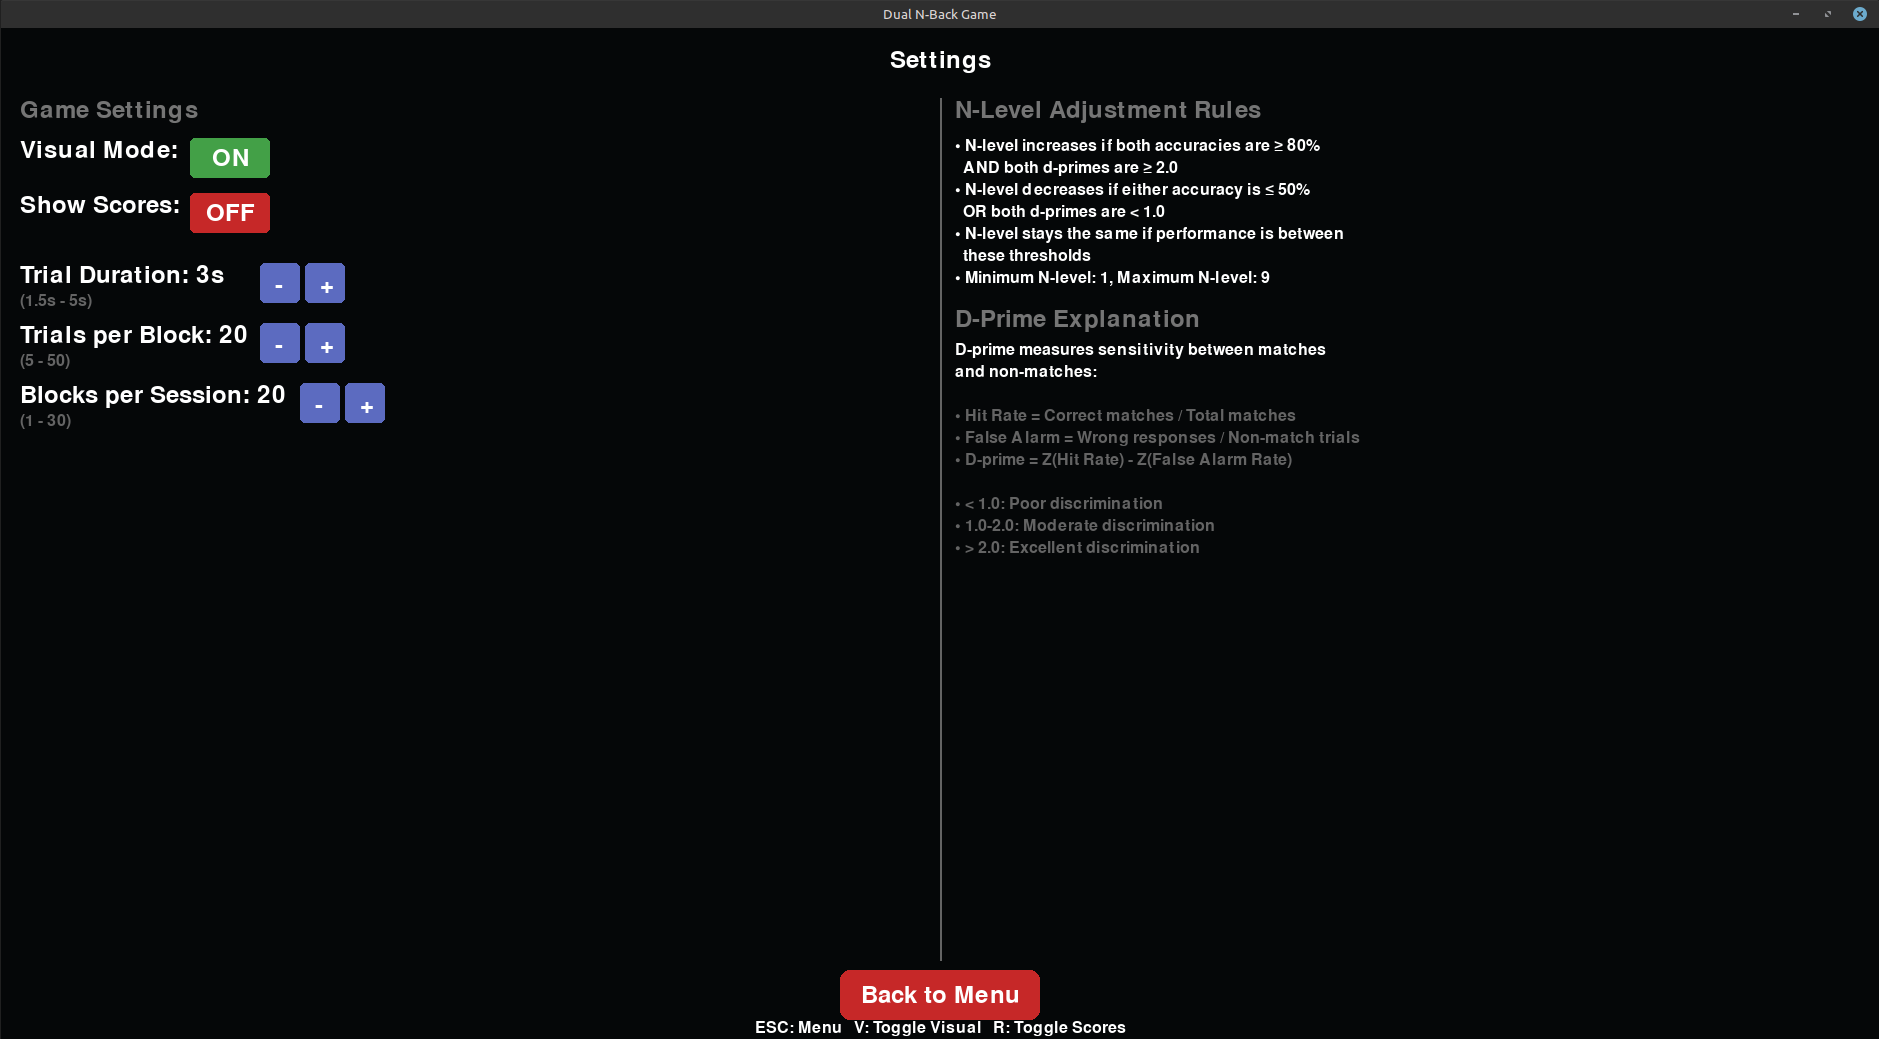 Dual N-Back Game
Settings
Game Settings
Visual Mode: ON
Show Scores: OFF
Trial Duration: 3s - +
(1.5s - 5s)
Trials per Block: 20 - +
(5 - 50)
Blocks per Session: 20 - +
(1 - 30)
N-Level Adjustment Rules
• N-level increases if both accuracies are ≥ 80%
AND both d-primes are ≥ 2.0
• N-level decreases if either accuracy is ≤ 50%
OR both d-primes are < 1.0
• N-level stays the same if performance is between
these thresholds
• Minimum N-level: 1, Maximum N-level: 9
D-Prime Explanation
D-prime measures sensitivity between matches
and non-matches:
• Hit Rate = Correct matches / Total matches
• False Alarm = Wrong responses / Non-match trials
• D-prime = Z(Hit Rate) - Z(False Alarm Rate)
• < 1.0: Poor discrimination
• 1.0-2.0: Moderate discrimination
• > 2.0: Excellent discrimination
Back to Menu
ESC: Menu V: Toggle Visual R: Toggle Scores